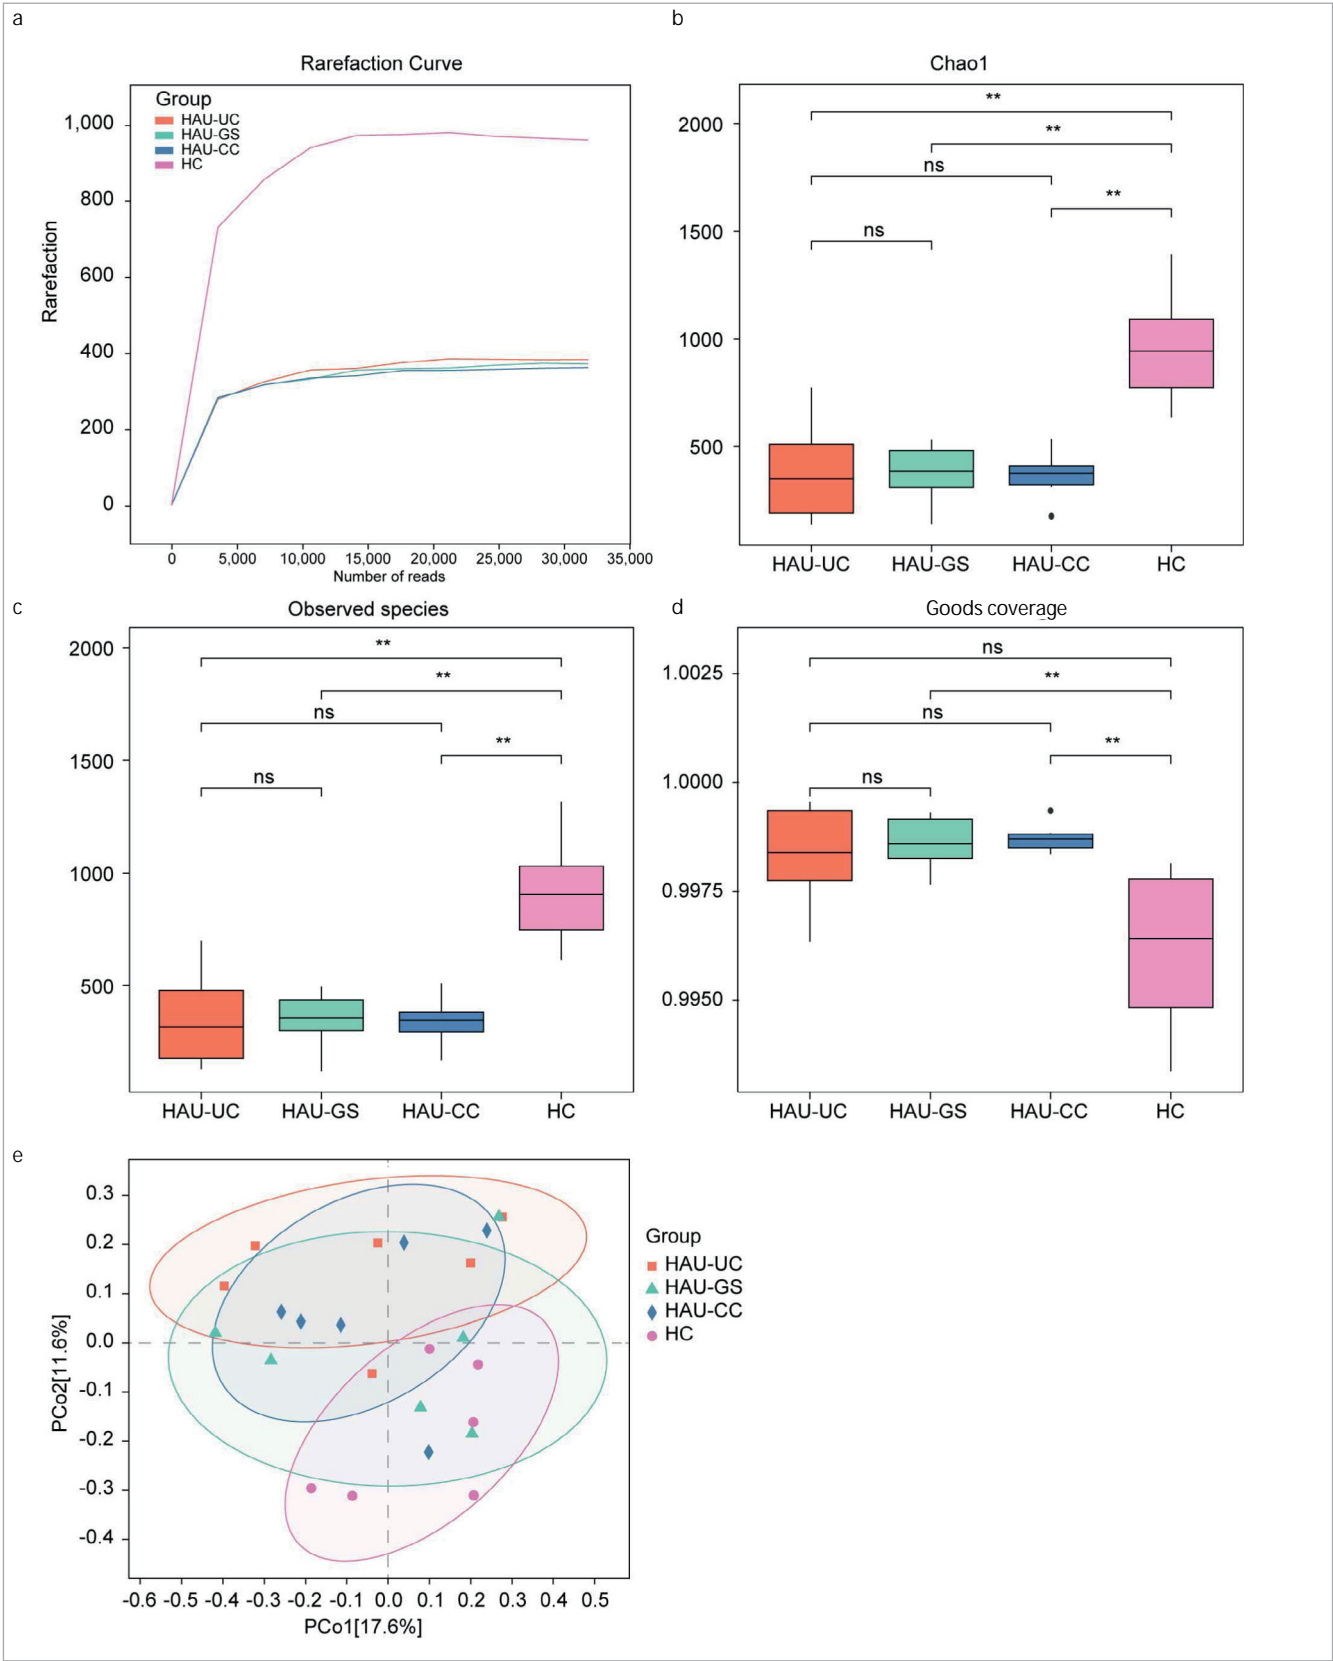 a
Rarefaction Curve
Group
HAU-UC
HAU-GS
HAU-CC
HC
1,000
800
600
400
200
0
Rarefaction
0 5,000 10,000 15,000 20,000 25,000 30,000 35,000
Number of reads
b
Chao1
**
**
ns
**
ns
2000
1500
1000
500
HAU-UC HAU-GS HAU-CC HC
c
Observed species
**
**
ns
**
ns
2000
1500
1000
500
HAU-UC HAU-GS HAU-CC HC
d
Goods coverage
ns
**
ns
**
ns
1.0025
1.0000
0.9975
0.9950
HAU-UC HAU-GS HAU-CC HC
e
0.3
0.2
0.1
0.0
-0.1
-0.2
-0.3
-0.4
PCo2[11.6%]
-0.6 -0.5 -0.4 -0.3 -0.2 -0.1 0.0 0.1 0.2 0.3 0.4 0.5
PCo1[17.6%]
Group
HAU-UC
HAU-GS
HAU-CC
HC